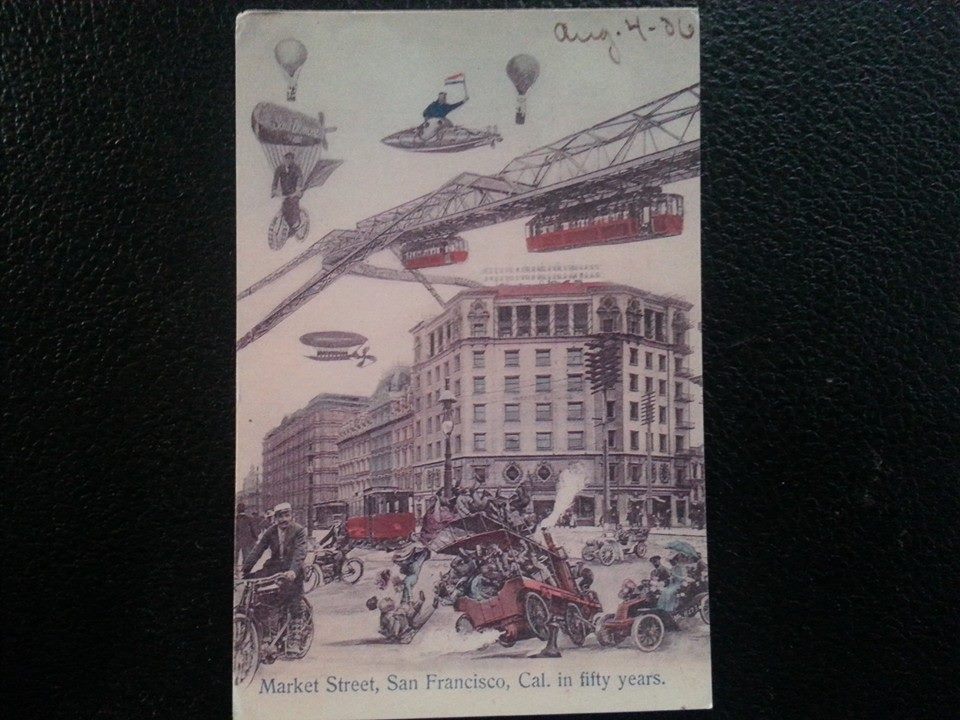 Aug. 4-06
Market Street, San Francisco, Cal. in fifty years.